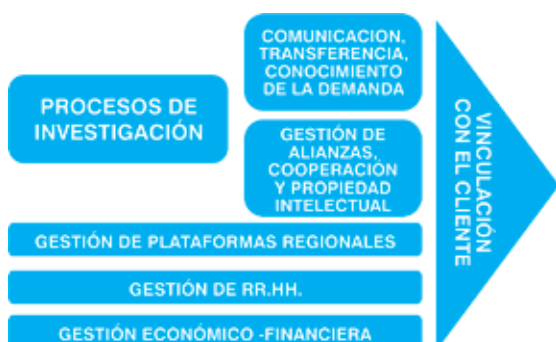 PROCESOS DE
INVESTIGACIÓN
COMUNICACION,
TRANSFERENCIA,
CONOCIMIENTO
DE LA DEMANDA
GESTIÓN DE
ALIANZAS,
COOPERACIÓN
Y PROPIEDAD
INTELECTUAL
GESTIÓN DE PLATAFORMAS REGIONALES
GESTIÓN DE RR.HH.
GESTIÓN ECONÓMICO -FINANCIERA
VINCULACIÓN
CON EL CLIENTE